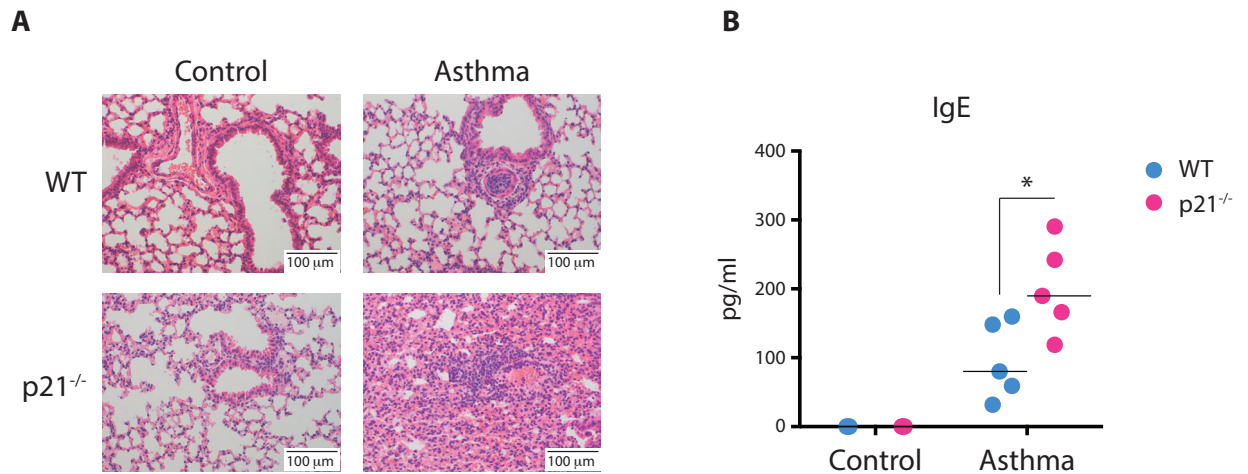 A
Control
Asthma
WT
100 μm
100 μm
p21-/-
100 μm
100 μm
B
IgE
400
300
200
100
0
pg/ml
*
Control
Asthma
WT
p21-/-